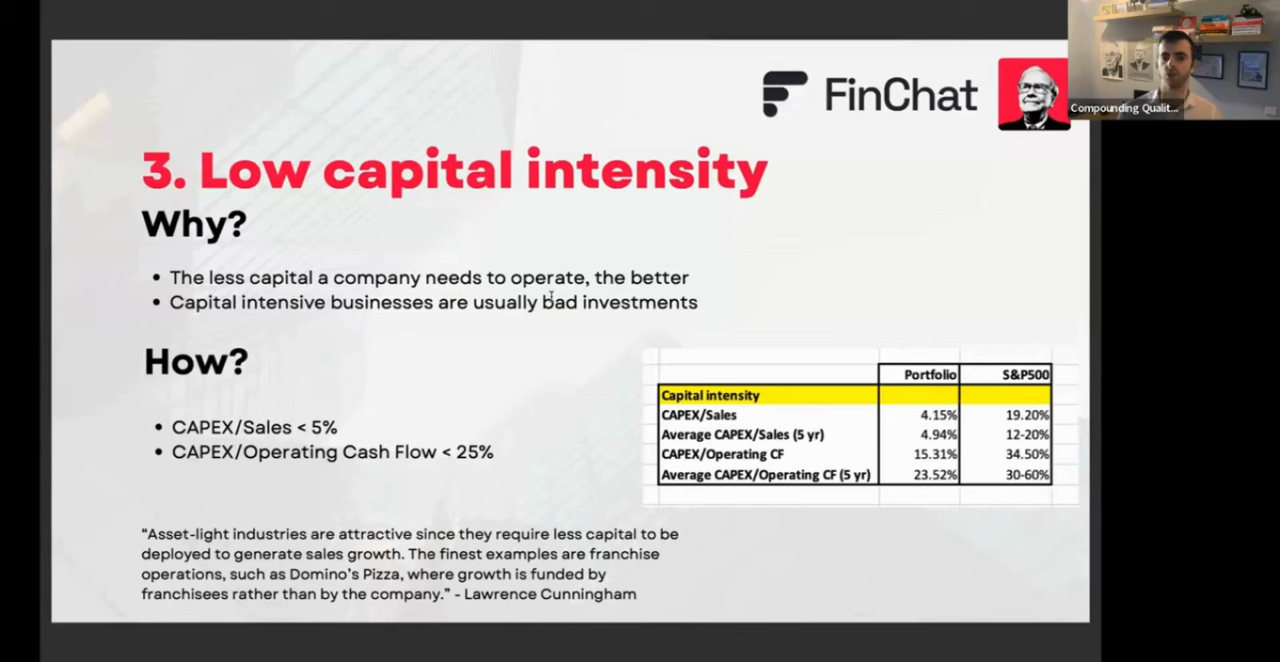 FinChat
Compounding Qualit...
3. Low capital intensity
Why?
• The less capital a company needs to operate, the better
• Capital intensive businesses are usually bad investments
How?
• CAPEX/Sales < 5%
• CAPEX/Operating Cash Flow < 25%
Portfolio S&P500
Capital intensity
CAPEX/Sales 4.15% 19.20%
Average CAPEX/Sales (5 yr) 4.94% 12-20%
CAPEX/Operating CF 15.31% 34.50%
Average CAPEX/Operating CF (5 yr) 23.52% 30-60%
“Asset-light industries are attractive since they require less capital to be
deployed to generate sales growth. The finest examples are franchise
operations, such as Domino’s Pizza, where growth is funded by
franchisees rather than by the company.” - Lawrence Cunningham